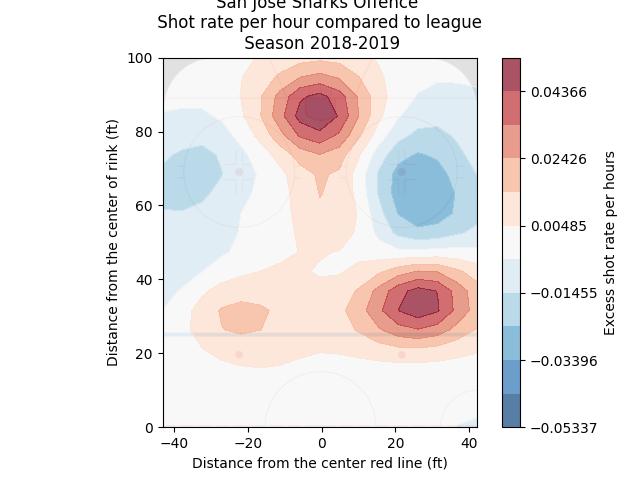 San Jose Sharks Offence
Shot rate per hour compared to league
Season 2018-2019
100
80
60
40
20
0
−40
−20
0
20
40
Distance from the center of rink (ft)
Distance from the center red line (ft)
0.04366
0.02426
0.00485
−0.01455
−0.03396
−0.05337
Excess shot rate per hours